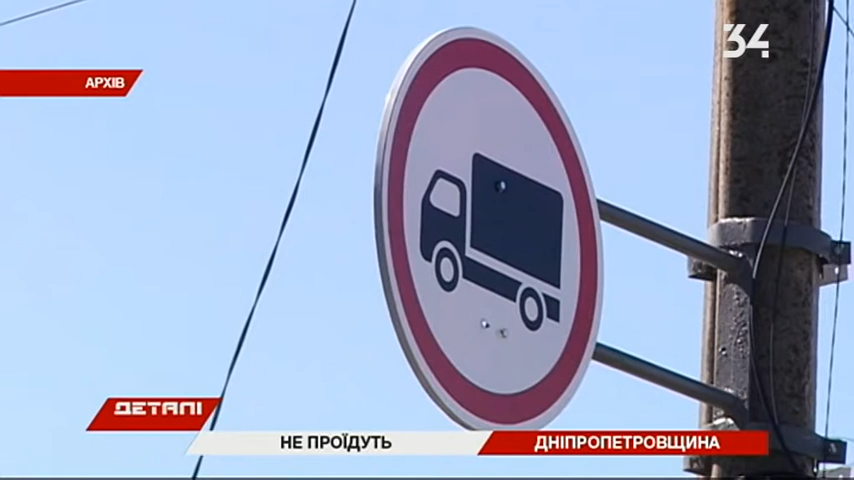 34
АРХІВ
ДЕТАЛІ
НЕ ПРОЇДУТЬ
ДНІПРОПЕТРОВЩИНА